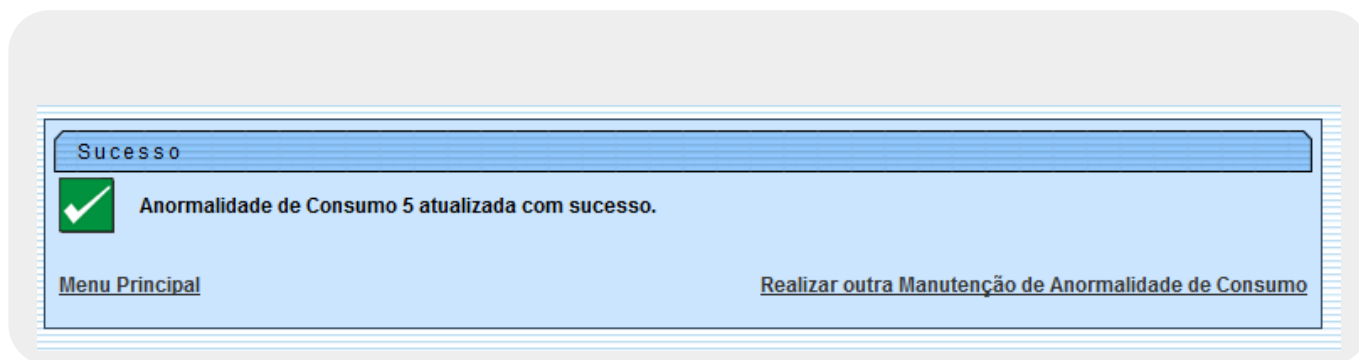 Sucesso
Anormalidade de Consumo 5 atualizada com sucesso.
Menu Principal
Realizar outra Manutenção de Anormalidade de Consumo